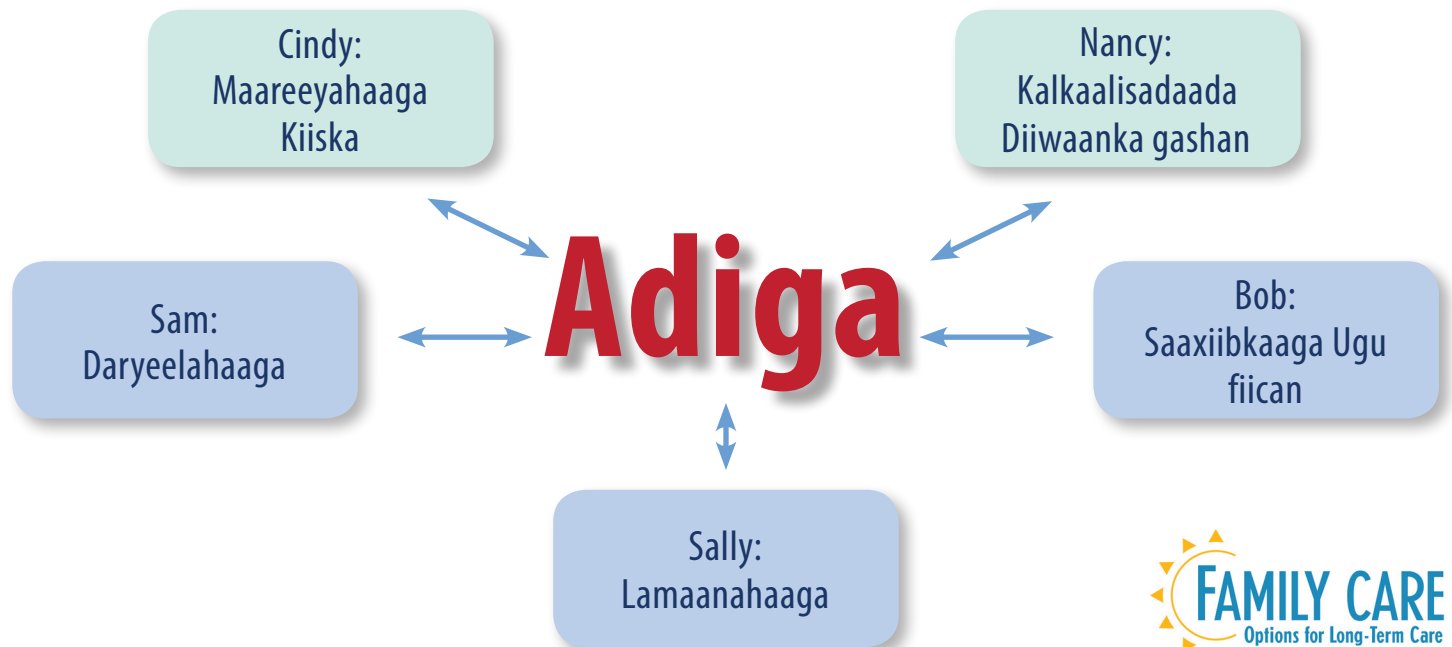 Cindy:
Maareeyahaaga
Kiiska
Nancy:
Kalkaalisadaada
Diiwaanka gashan
Adiga
Sam:
Daryeelahaaga
Bob:
Saaxiibkaaga Ugu
fiican
Sally:
Lamaanahaaga
FAMILY CARE
Options for Long-Term Care